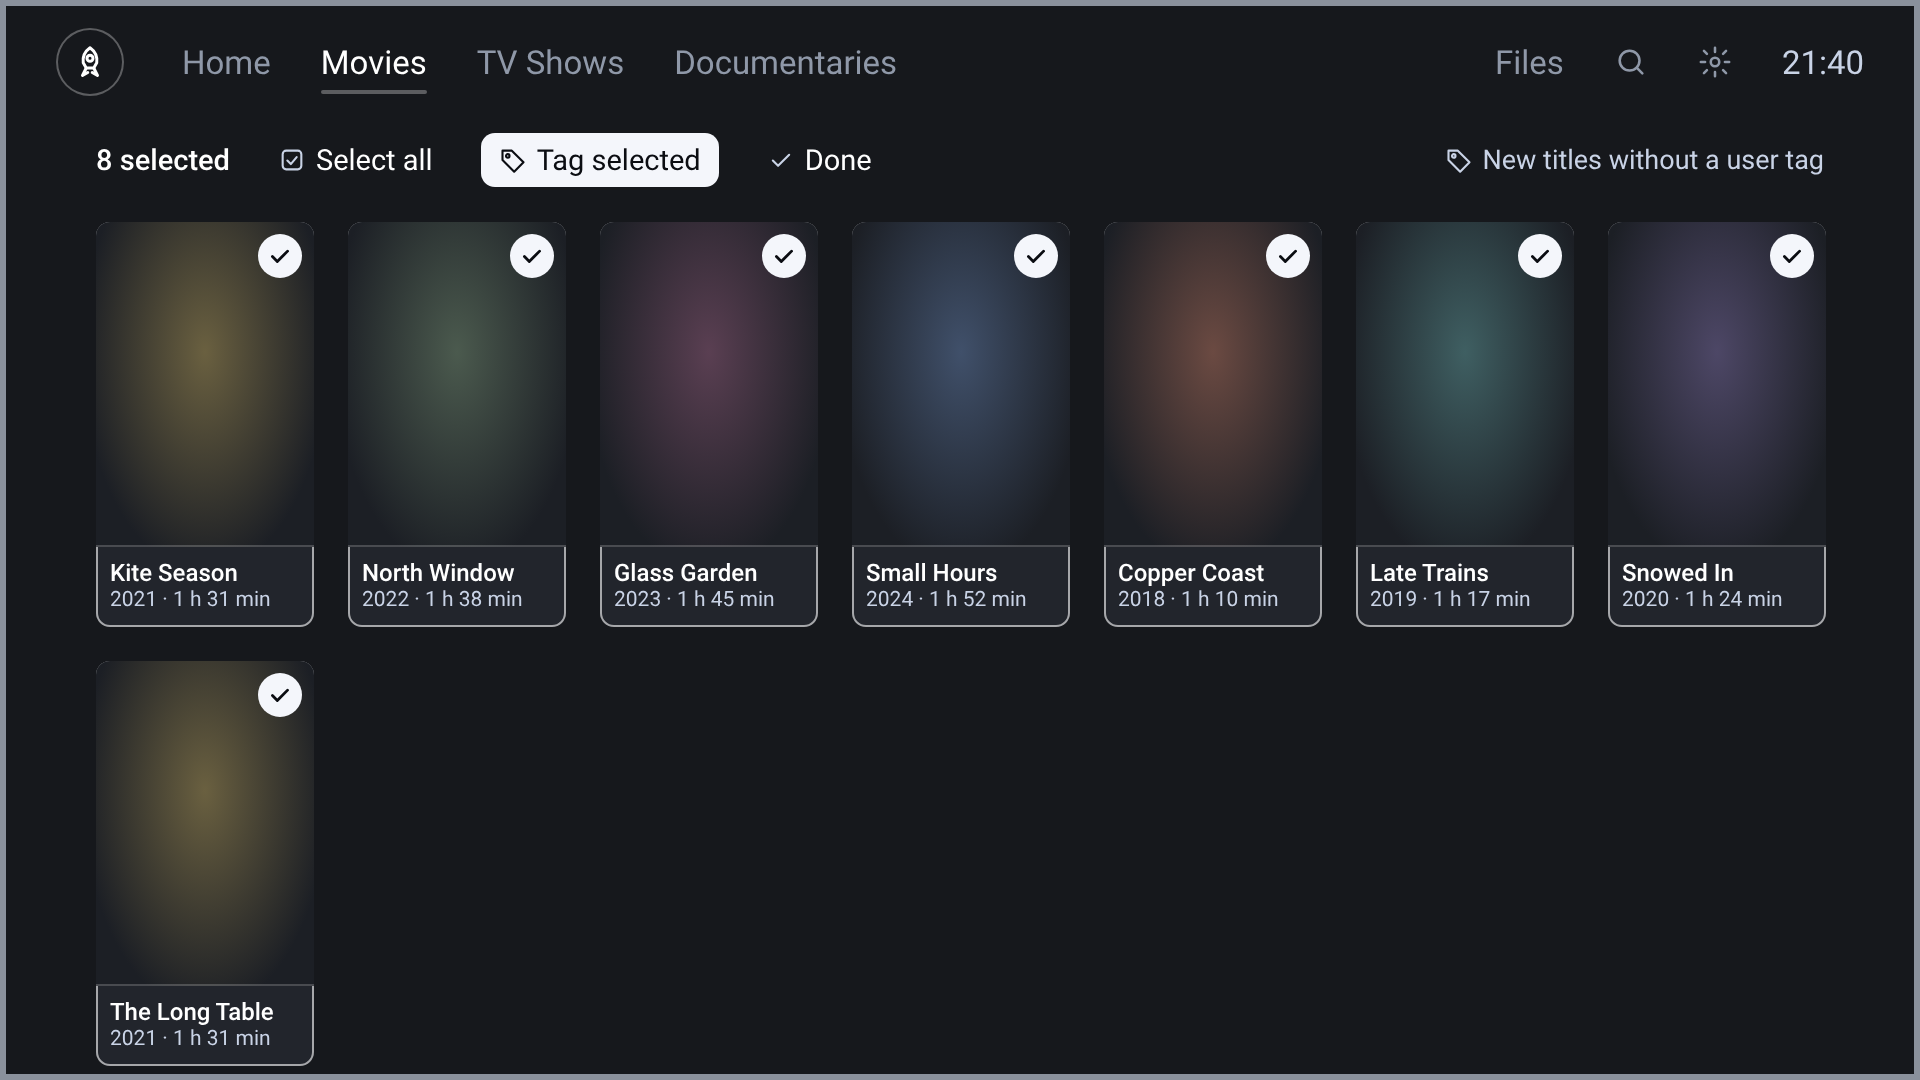 Home Movies TV Shows Documentaries Files 21:40
8 selected Select all Tag selected Done New titles without a user tag
Kite Season
2021 · 1 h 31 min
North Window
2022 · 1 h 38 min
Glass Garden
2023 · 1 h 45 min
Small Hours
2024 · 1 h 52 min
Copper Coast
2018 · 1 h 10 min
Late Trains
2019 · 1 h 17 min
Snowed In
2020 · 1 h 24 min
The Long Table
2021 · 1 h 31 min